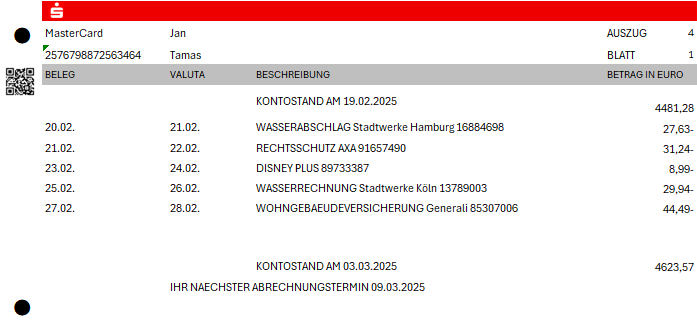 MasterCard Jan AUSZUG 4
2576798872563464 Tamas BLATT 1
BELEG VALUTA BESCHREIBUNG BETRAG IN EURO
KONTOSTAND AM 19.02.2025 4481,28
20.02. 21.02. WASSERABSCHLAG Stadtwerke Hamburg 16884698 27,63-
21.02. 22.02. RECHTSSCHUTZ AXA 91657490 31,24-
23.02. 24.02. DISNEY PLUS 89733387 8,99-
25.02. 26.02. WASSERRECHNUNG Stadtwerke Köln 13789003 29,94-
27.02. 28.02. WOHNGEBAEUDEVERSICHERUNG Generali 85307006 44,49-
KONTOSTAND AM 03.03.2025 4623,57
IHR NAECHSTER ABRECHNUNGSTERMIN 09.03.2025